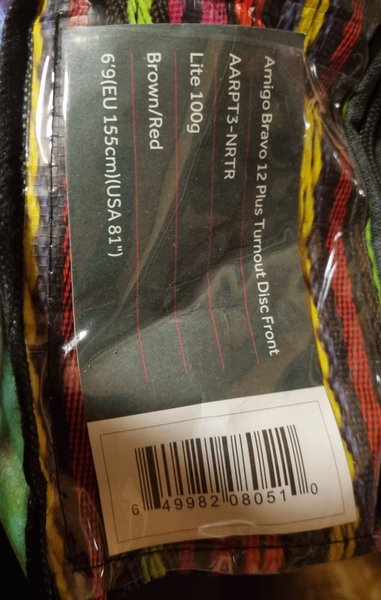 Amigo Bravo 12 Plus Turnout Disc Front
AARPT3-NRTR
Lite 100g
Brown/Red
6'9(EU 155cm)(USA 81")
6 49982 08051 0